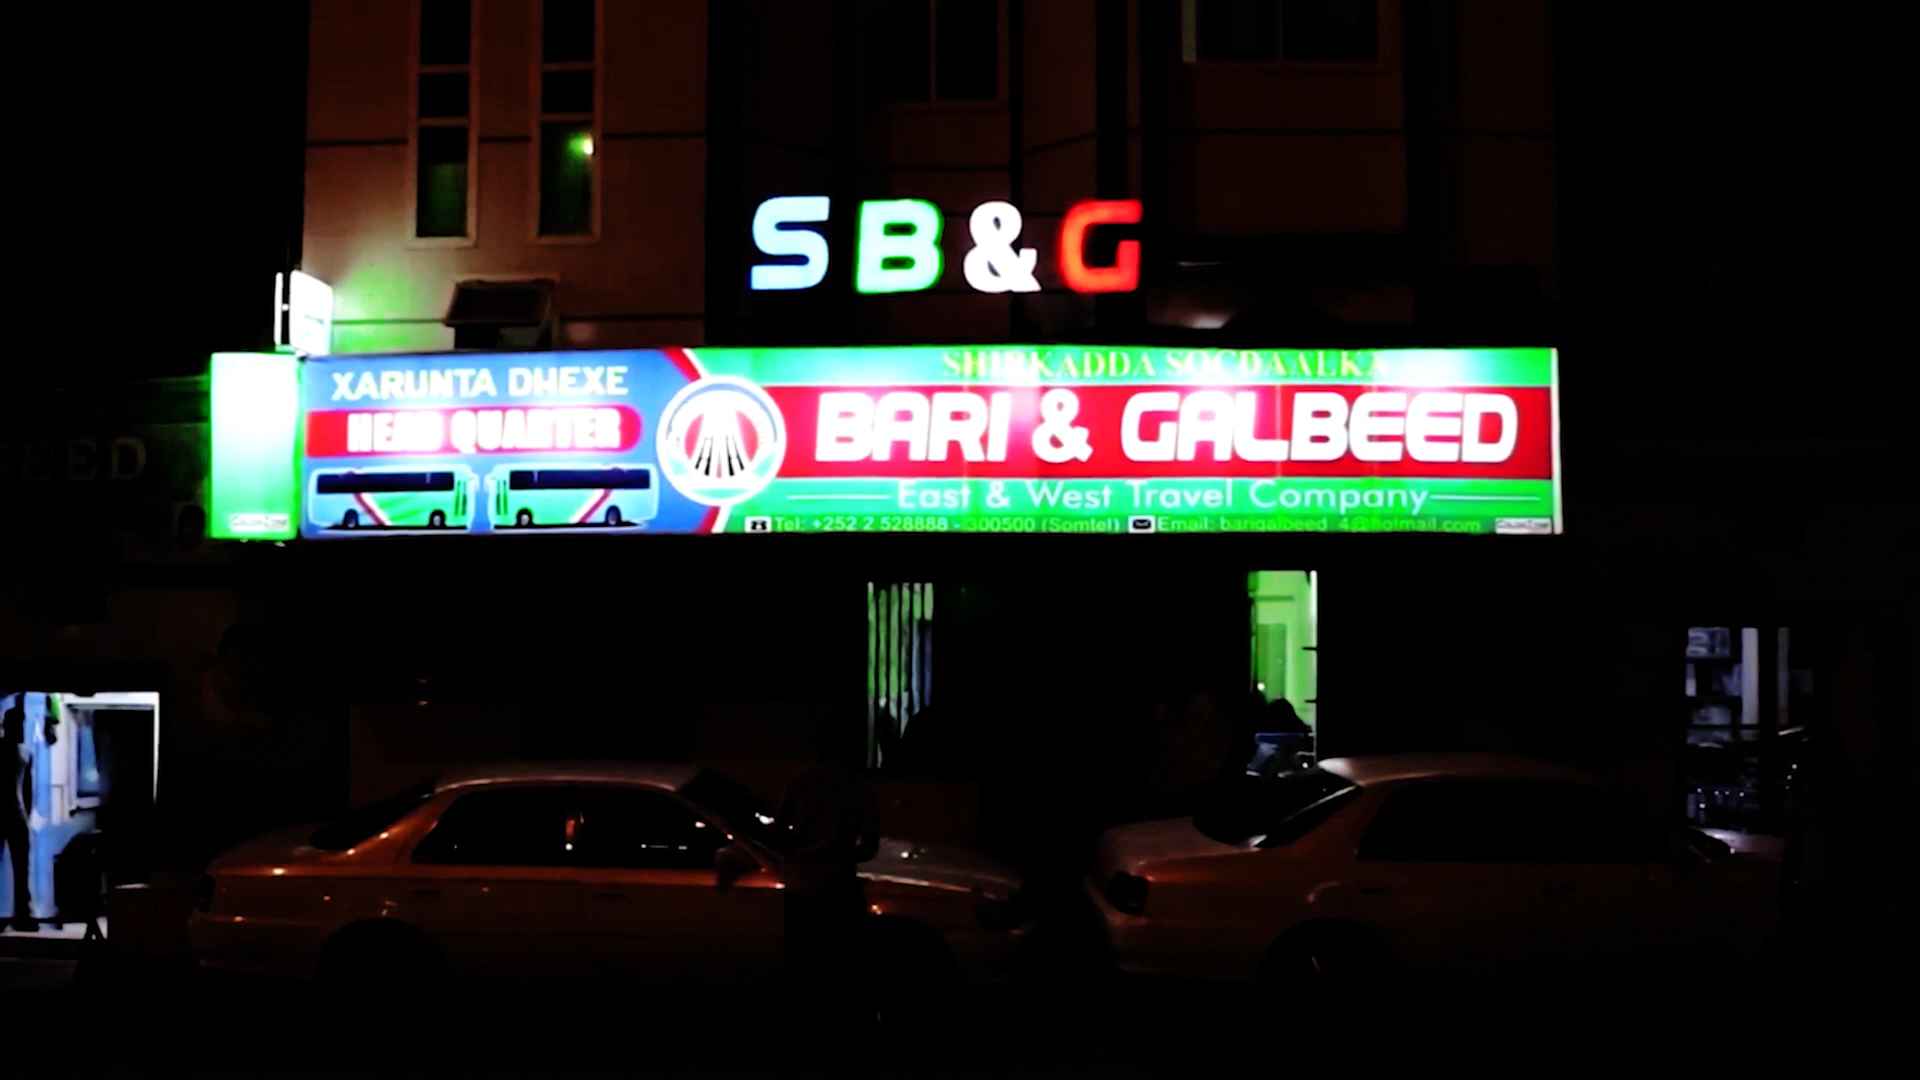 SB&G
XARUNTA DHEXE
HEAD QUARTER
SHIRKADDA SOCDAALKA
BARI & GALBEED
East & West Travel Company
Tel: +252 2 528888 - 300500 (Somtel) Email: barigalbeed_4@hotmail.com